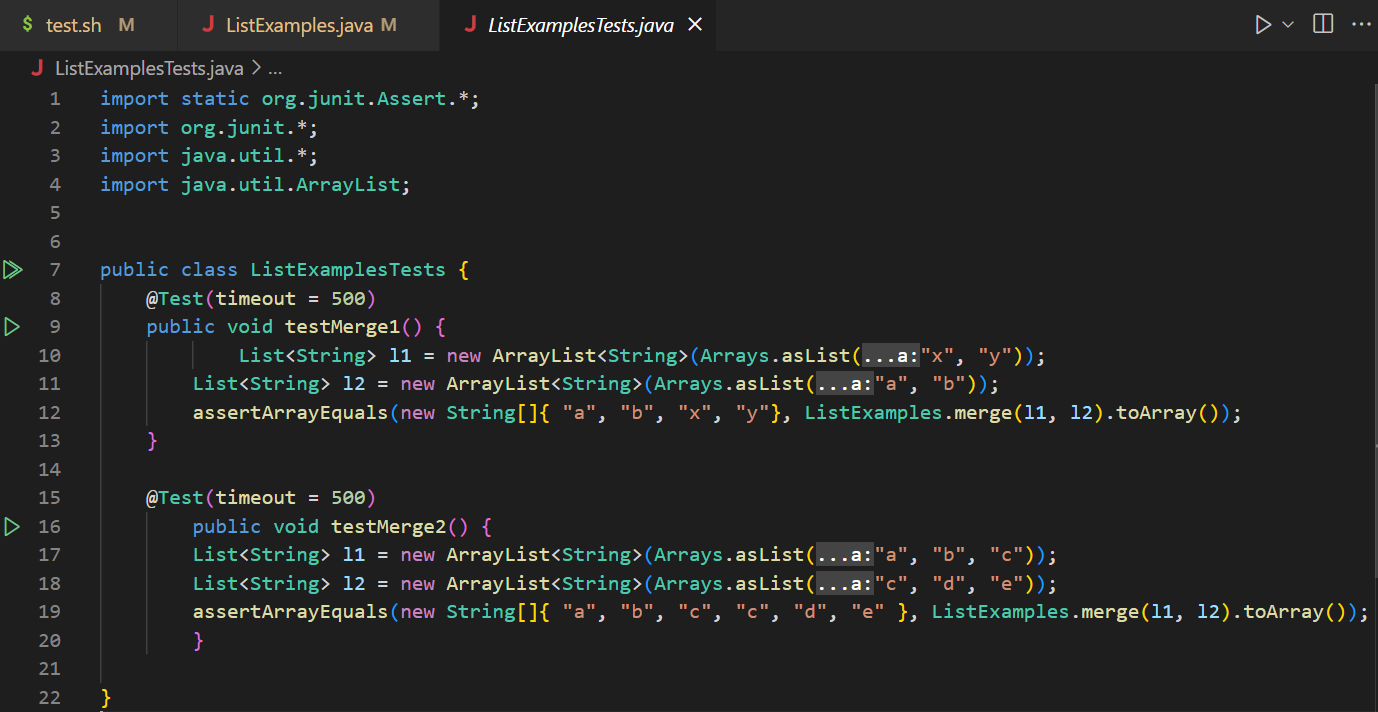 $ test.sh M J ListExamples.java M J ListExamplesTests.java ×
J ListExamplesTests.java > ...
1 import static org.junit.Assert.*;
2 import org.junit.*;
3 import java.util.*;
4 import java.util.ArrayList;
5
6
7 public class ListExamplesTests {
8     @Test(timeout = 500)
9     public void testMerge1() {
10             List<String> l1 = new ArrayList<String>(Arrays.asList(...a:"x", "y"));
11         List<String> l2 = new ArrayList<String>(Arrays.asList(...a:"a", "b"));
12         assertArrayEquals(new String[]{ "a", "b", "x", "y"}, ListExamples.merge(l1, l2).toArray());
13     }
14
15     @Test(timeout = 500)
16         public void testMerge2() {
17         List<String> l1 = new ArrayList<String>(Arrays.asList(...a:"a", "b", "c"));
18         List<String> l2 = new ArrayList<String>(Arrays.asList(...a:"c", "d", "e"));
19         assertArrayEquals(new String[]{ "a", "b", "c", "c", "d", "e" }, ListExamples.merge(l1, l2).toArray());
20         }
21
22 }